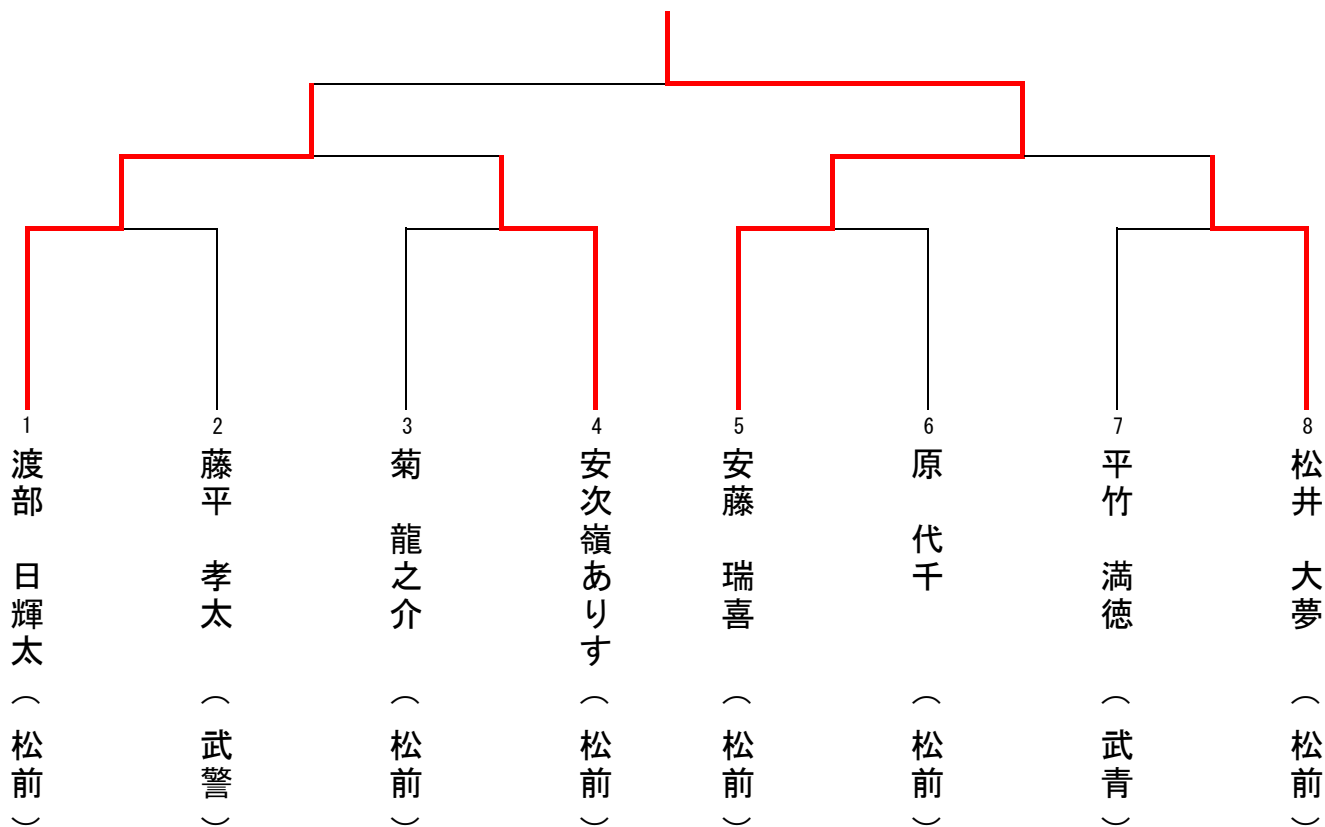 1
渡部 日輝太（松前）
2
藤平 孝太（武警）
3
菊 龍之介（松前）
4
安次嶺ありす（松前）
5
安藤 瑞喜（松前）
6
原 代千（松前）
7
平竹 満徳（武青）
8
松井 大夢（松前）